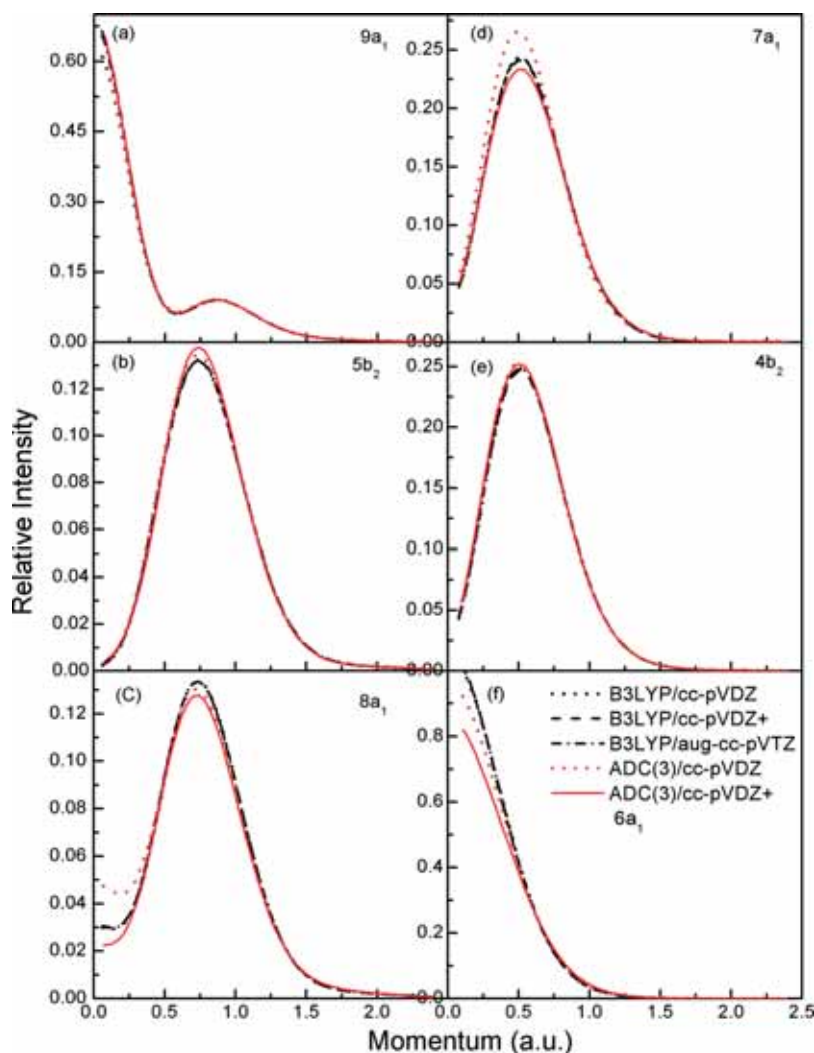 (a) 9a1
0.60
0.45
0.30
0.15
0.00
(b) 5b2
0.12
0.10
0.08
0.06
0.04
0.02
0.00
(C) 8a1
0.12
0.10
0.08
0.06
0.04
0.02
0.00
0.0 0.5 1.0 1.5 2.0
Relative Intensity
(d) 7a1
0.25
0.20
0.15
0.10
0.05
0.00
(e) 4b2
0.25
0.20
0.15
0.10
0.05
0.00
(f)
B3LYP/cc-pVDZ
B3LYP/cc-pVDZ+
B3LYP/aug-cc-pVTZ
ADC(3)/cc-pVDZ
ADC(3)/cc-pVDZ+
6a1
0.8
0.6
0.4
0.2
0.0
0.0 0.5 1.0 1.5 2.0 2.5
Momentum (a.u.)